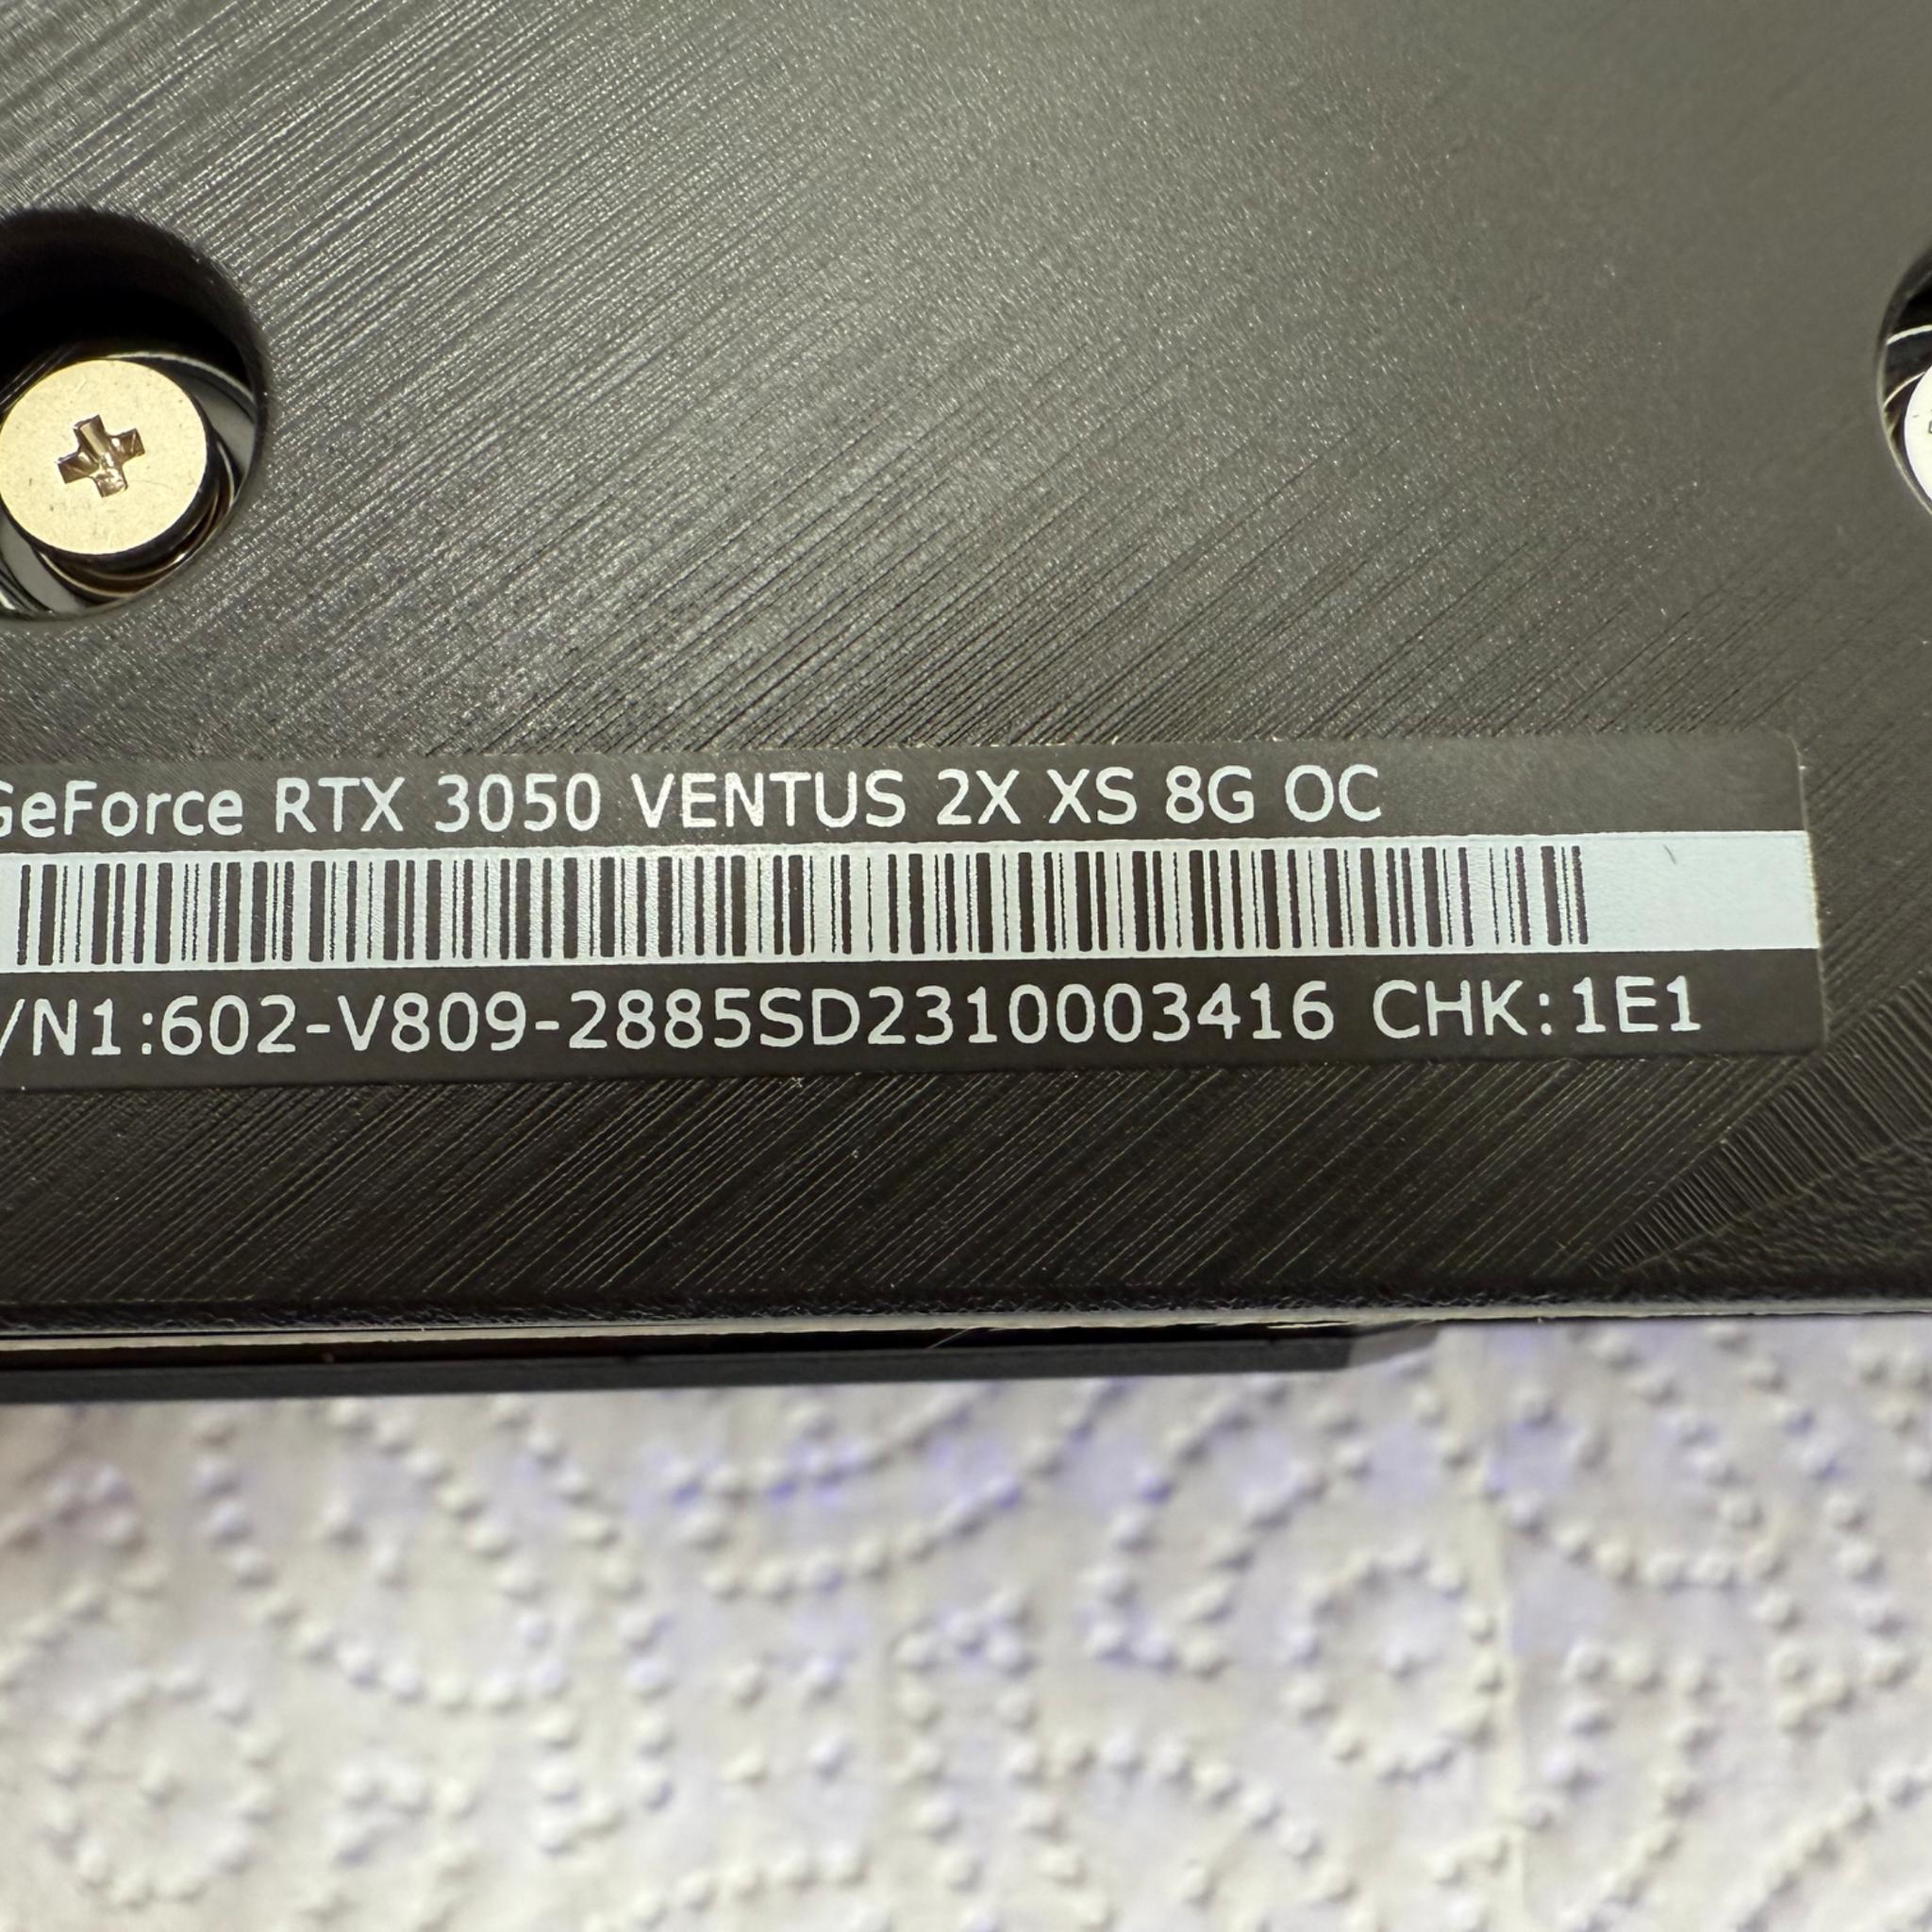 GeForce RTX 3050 VENTUS 2X XS 8G OC
/N1:602-V809-2885SD2310003416 CHK:1E1